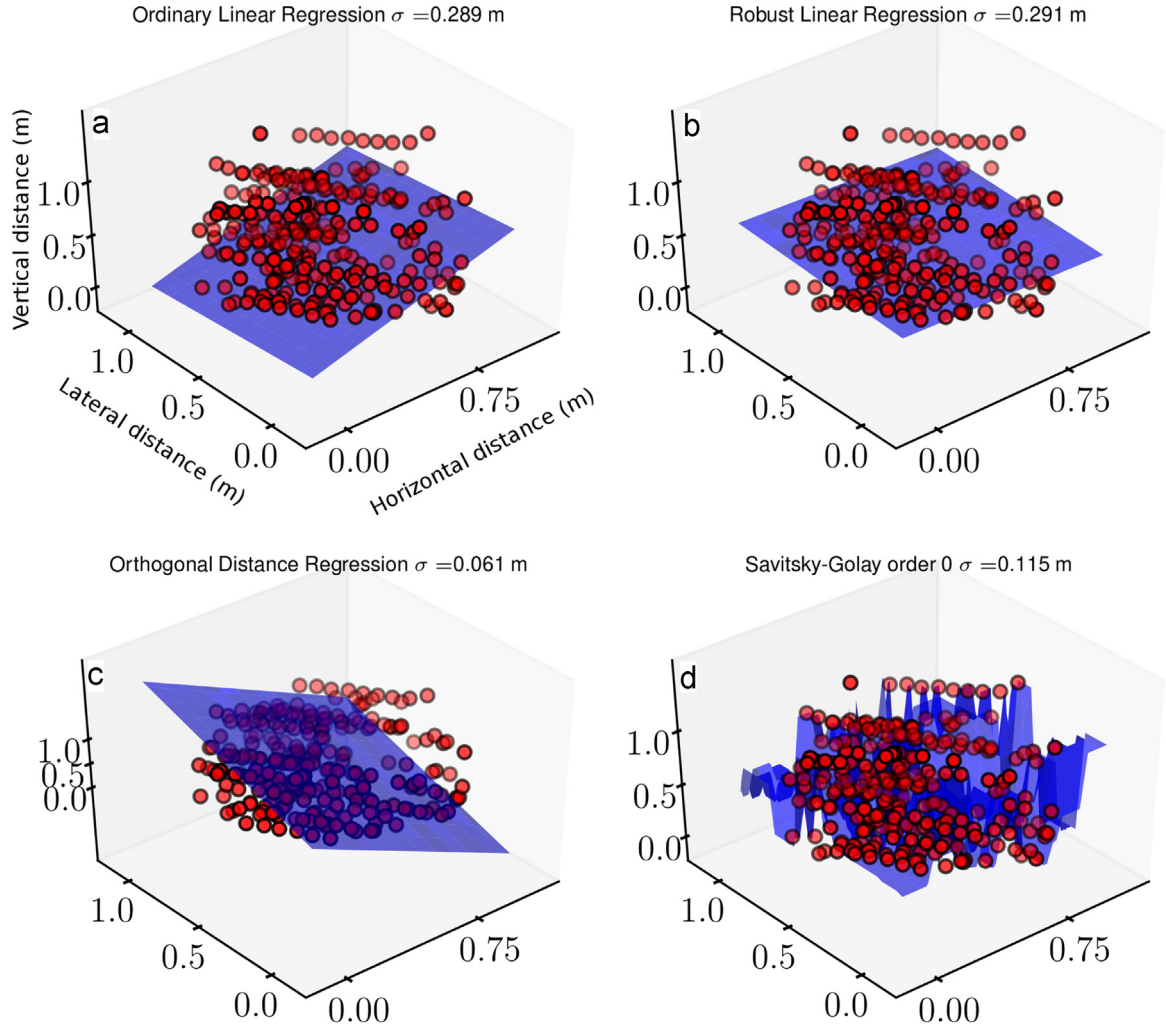 Ordinary Linear Regression σ =0.289 m
a
Vertical distance (m)
1.0
0.5
0.0
1.0
0.5
0.0
Lateral distance (m)
0.00
0.75
Horizontal distance (m)
Robust Linear Regression σ =0.291 m
b
1.0
0.5
0.0
1.0
0.5
0.0
0.00
0.75
Orthogonal Distance Regression σ =0.061 m
c
1.0
0.5
0.0
1.0
0.5
0.0
0.00
0.75
Savitsky-Golay order 0 σ =0.115 m
d
1.0
0.5
0.0
1.0
0.5
0.0
0.00
0.75